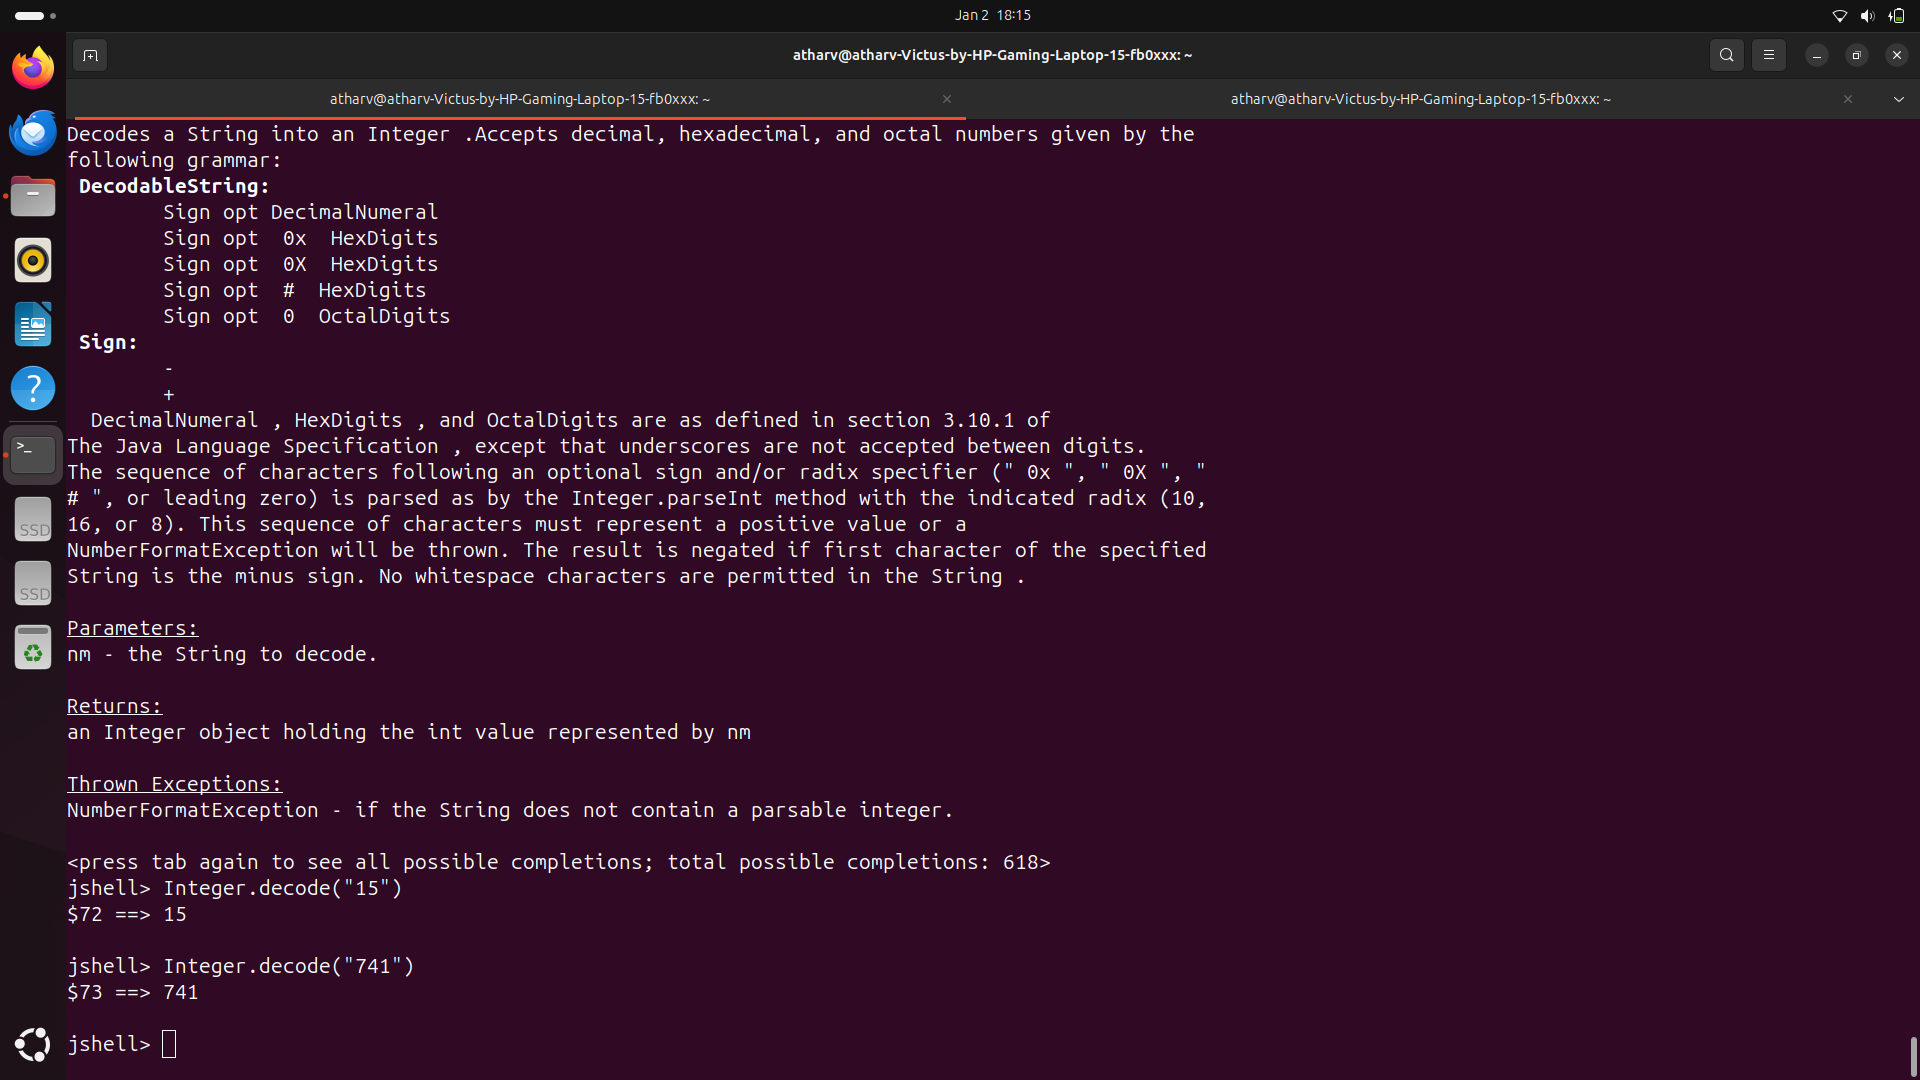 Jan 2 18:15
atharv@atharv-Victus-by-HP-Gaming-Laptop-15-fb0xxx: ~
atharv@atharv-Victus-by-HP-Gaming-Laptop-15-fb0xxx: ~
atharv@atharv-Victus-by-HP-Gaming-Laptop-15-fb0xxx: ~
Decodes a String into an Integer .Accepts decimal, hexadecimal, and octal numbers given by the
following grammar:
DecodableString:
Sign opt DecimalNumeral
Sign opt  0x  HexDigits
Sign opt  0X  HexDigits
Sign opt  #  HexDigits
Sign opt  0  OctalDigits
Sign:
-
+
DecimalNumeral , HexDigits , and OctalDigits are as defined in section 3.10.1 of
The Java Language Specification , except that underscores are not accepted between digits.
The sequence of characters following an optional sign and/or radix specifier (" 0x ", " 0X ", "
# ", or leading zero) is parsed as by the Integer.parseInt method with the indicated radix (10,
16, or 8). This sequence of characters must represent a positive value or a
NumberFormatException will be thrown. The result is negated if first character of the specified
String is the minus sign. No whitespace characters are permitted in the String .
Parameters:
nm - the String to decode.
Returns:
an Integer object holding the int value represented by nm
Thrown Exceptions:
NumberFormatException - if the String does not contain a parsable integer.
<press tab again to see all possible completions; total possible completions: 618>
jshell> Integer.decode("15")
$72 ==> 15
jshell> Integer.decode("741")
$73 ==> 741
jshell>
SSD
SSD